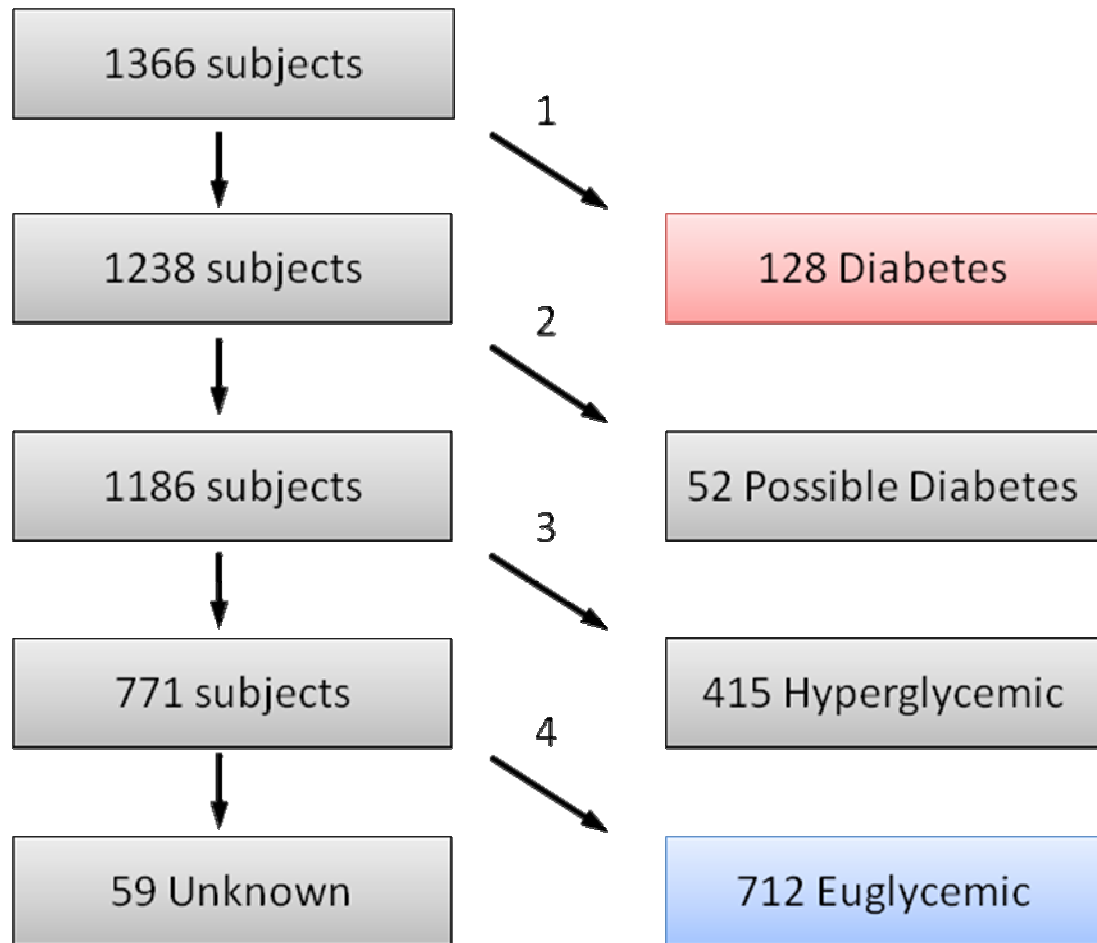 1366 subjects
1
1238 subjects
128 Diabetes
2
1186 subjects
52 Possible Diabetes
3
771 subjects
415 Hyperglycemic
4
59 Unknown
712 Euglycemic